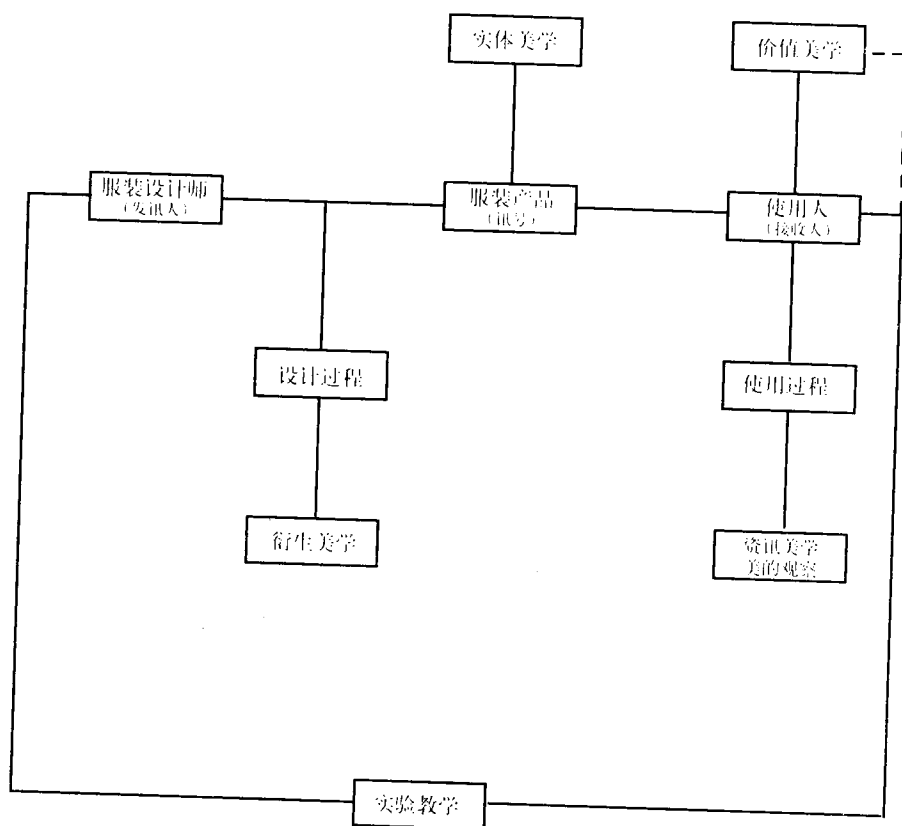 实体美学
价值美学
服装设计师
（发讯人）
服装产品
（讯号）
使用人
（接收人）
设计过程
使用过程
衍生美学
资讯美学
美的观察
实验教学